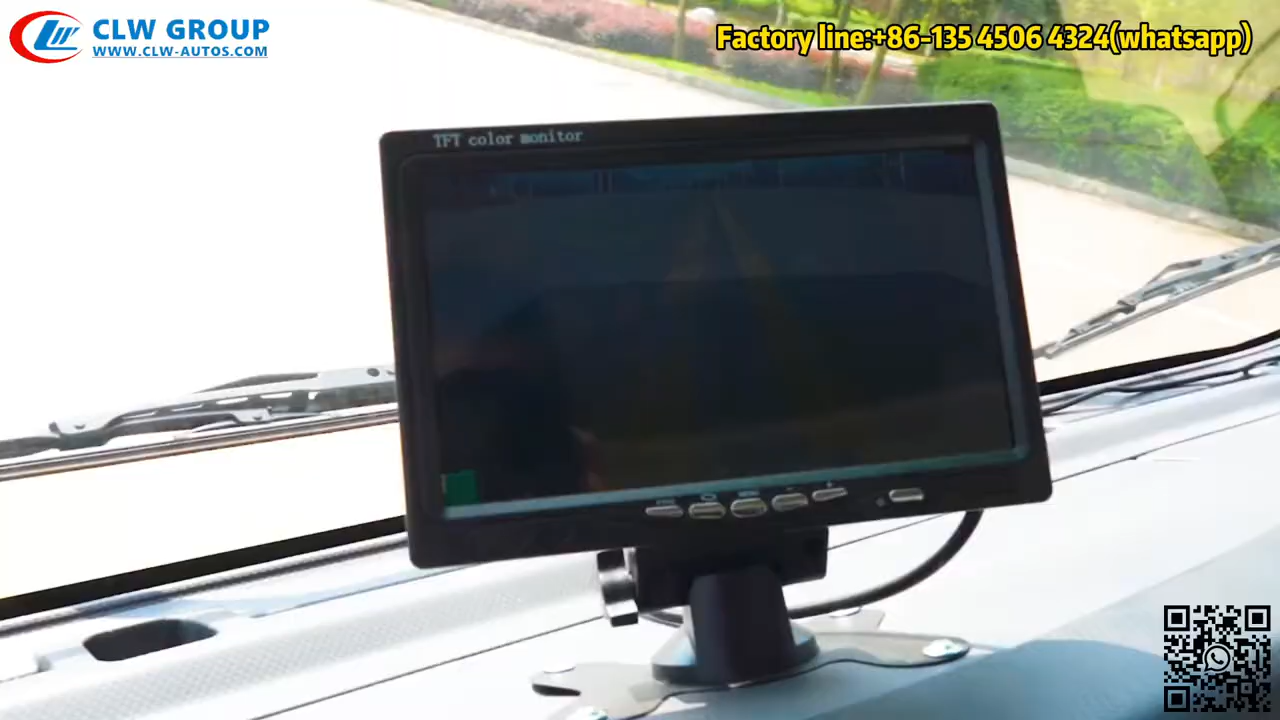 CLW GROUP
WWW.CLW-AUTOS.COM
Factory line:+86-135 4506 4324(whatsapp)
TFT color monitor